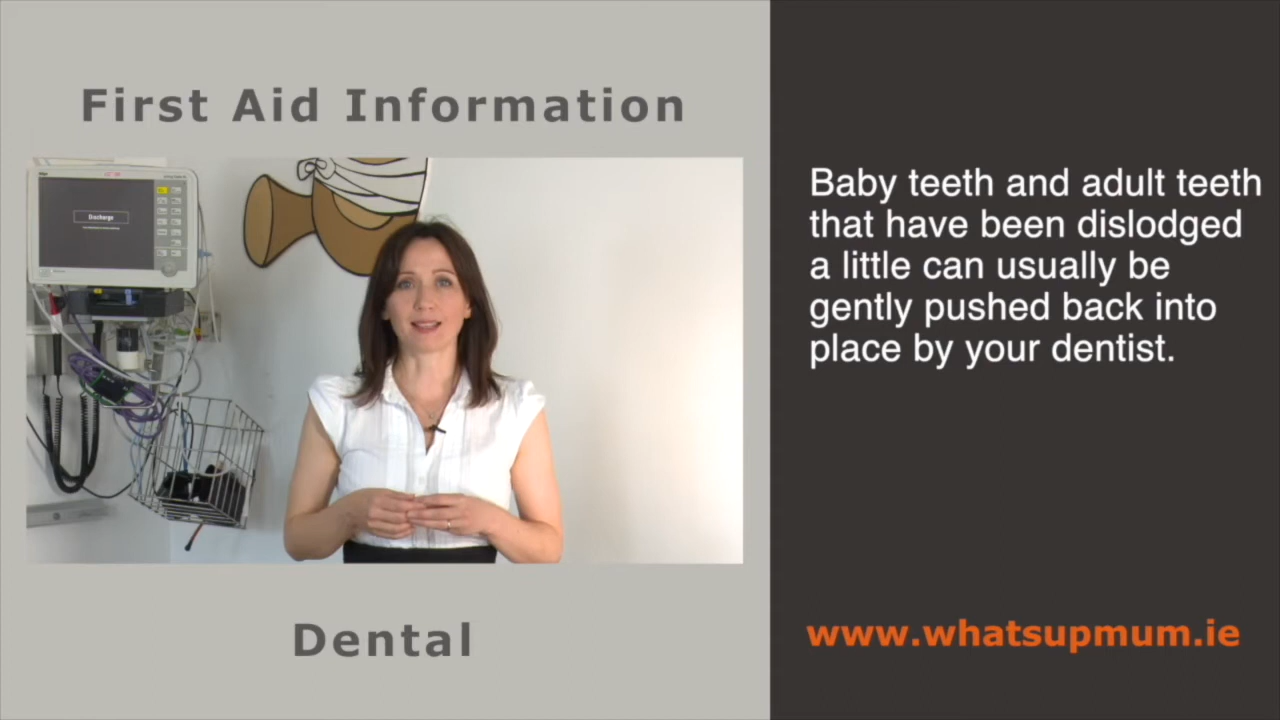 First Aid Information
Discharge
Baby teeth and adult teeth
that have been dislodged
a little can usually be
gently pushed back into
place by your dentist.
Dental
www.whatsupmum.ie